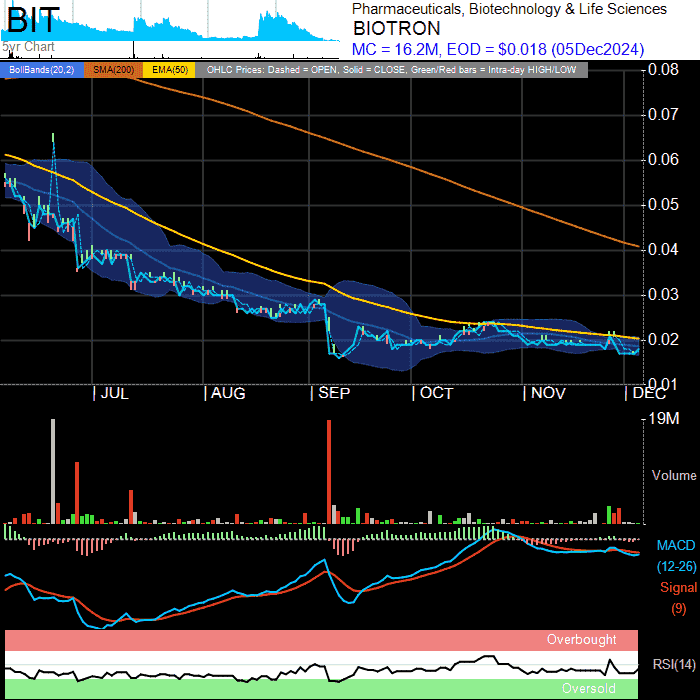 BIT
5yr Chart
Pharmaceuticals, Biotechnology & Life Sciences
BIOTRON
MC = 16.2M, EOD = $0.018 (05Dec2024)
BollBands(20,2) SMA(200) EMA(50) OHLC Prices: Dashed = OPEN, Solid = CLOSE, Green/Red bars = Intra-day HIGH/LOW
0.08
0.07
0.06
0.05
0.04
0.03
0.02
0.01
JUL AUG SEP OCT NOV DEC
19M
Volume
MACD
(12-26)
Signal
(9)
Overbought
RSI(14)
Oversold